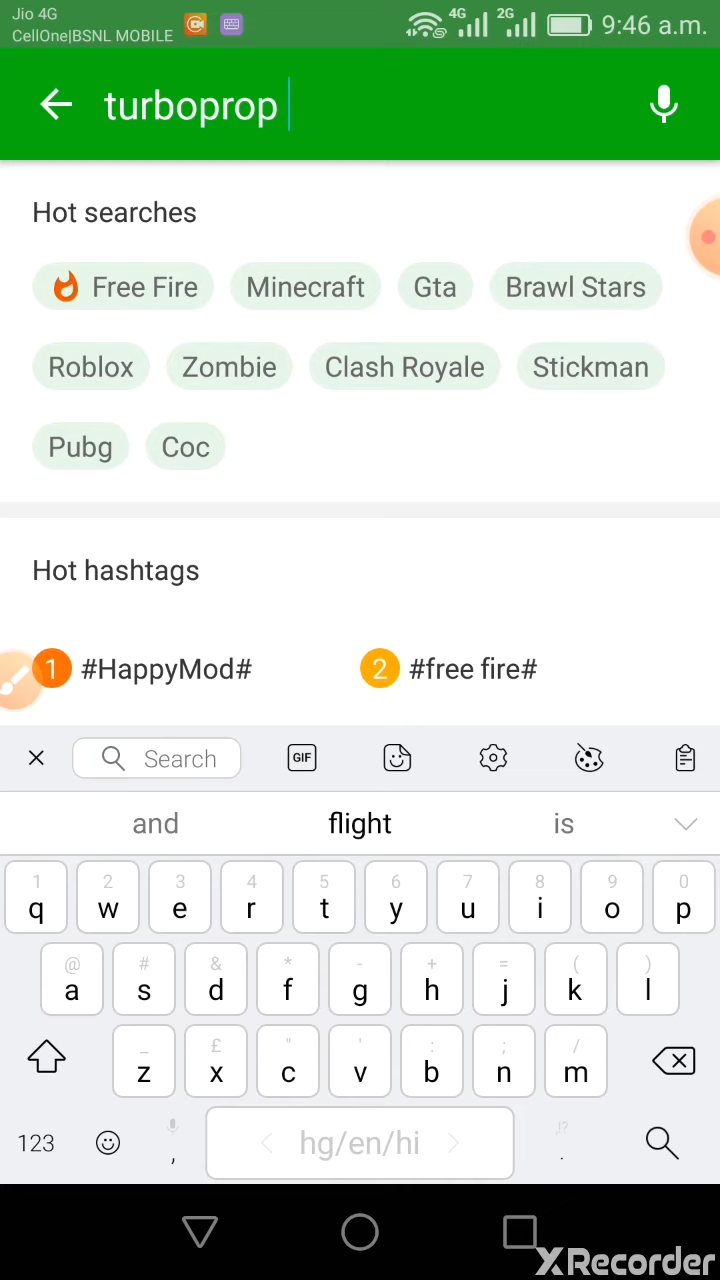 Jio 4G
CellOne|BSNL MOBILE
4G 2G 9:46 a.m.
turboprop
Hot searches
Free Fire Minecraft Gta Brawl Stars
Roblox Zombie Clash Royale Stickman
Pubg Coc
Hot hashtags
1 #HappyMod# 2 #free fire#
Search GIF
and flight is
1 2 3 4 5 6 7 8 9 0
q w e r t y u i o p
@ # & * - + = ( )
a s d f g h j k l
_ £ " ' : ; /
z x c v b n m
123 , hg/en/hi ,!? .
XRecorder